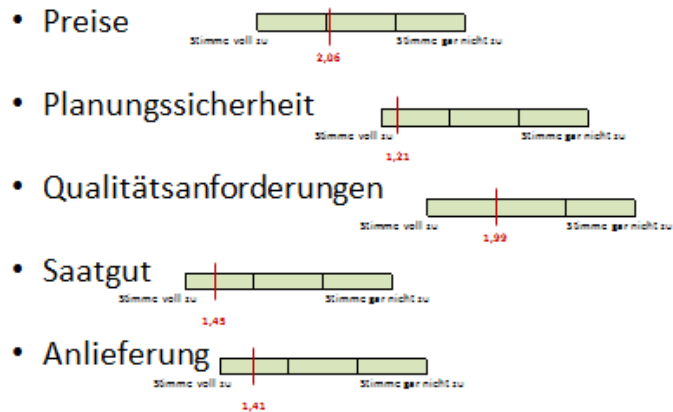 • Preise
Stimme voll zu Stimme gar nicht zu
2,06
• Planungssicherheit
Stimme voll zu Stimme gar nicht zu
1,21
• Qualitätsanforderungen
Stimme voll zu Stimme gar nicht zu
1,99
• Saatgut
Stimme voll zu Stimme gar nicht zu
• Anlieferung
Stimme voll zu Stimme gar nicht zu
1,41